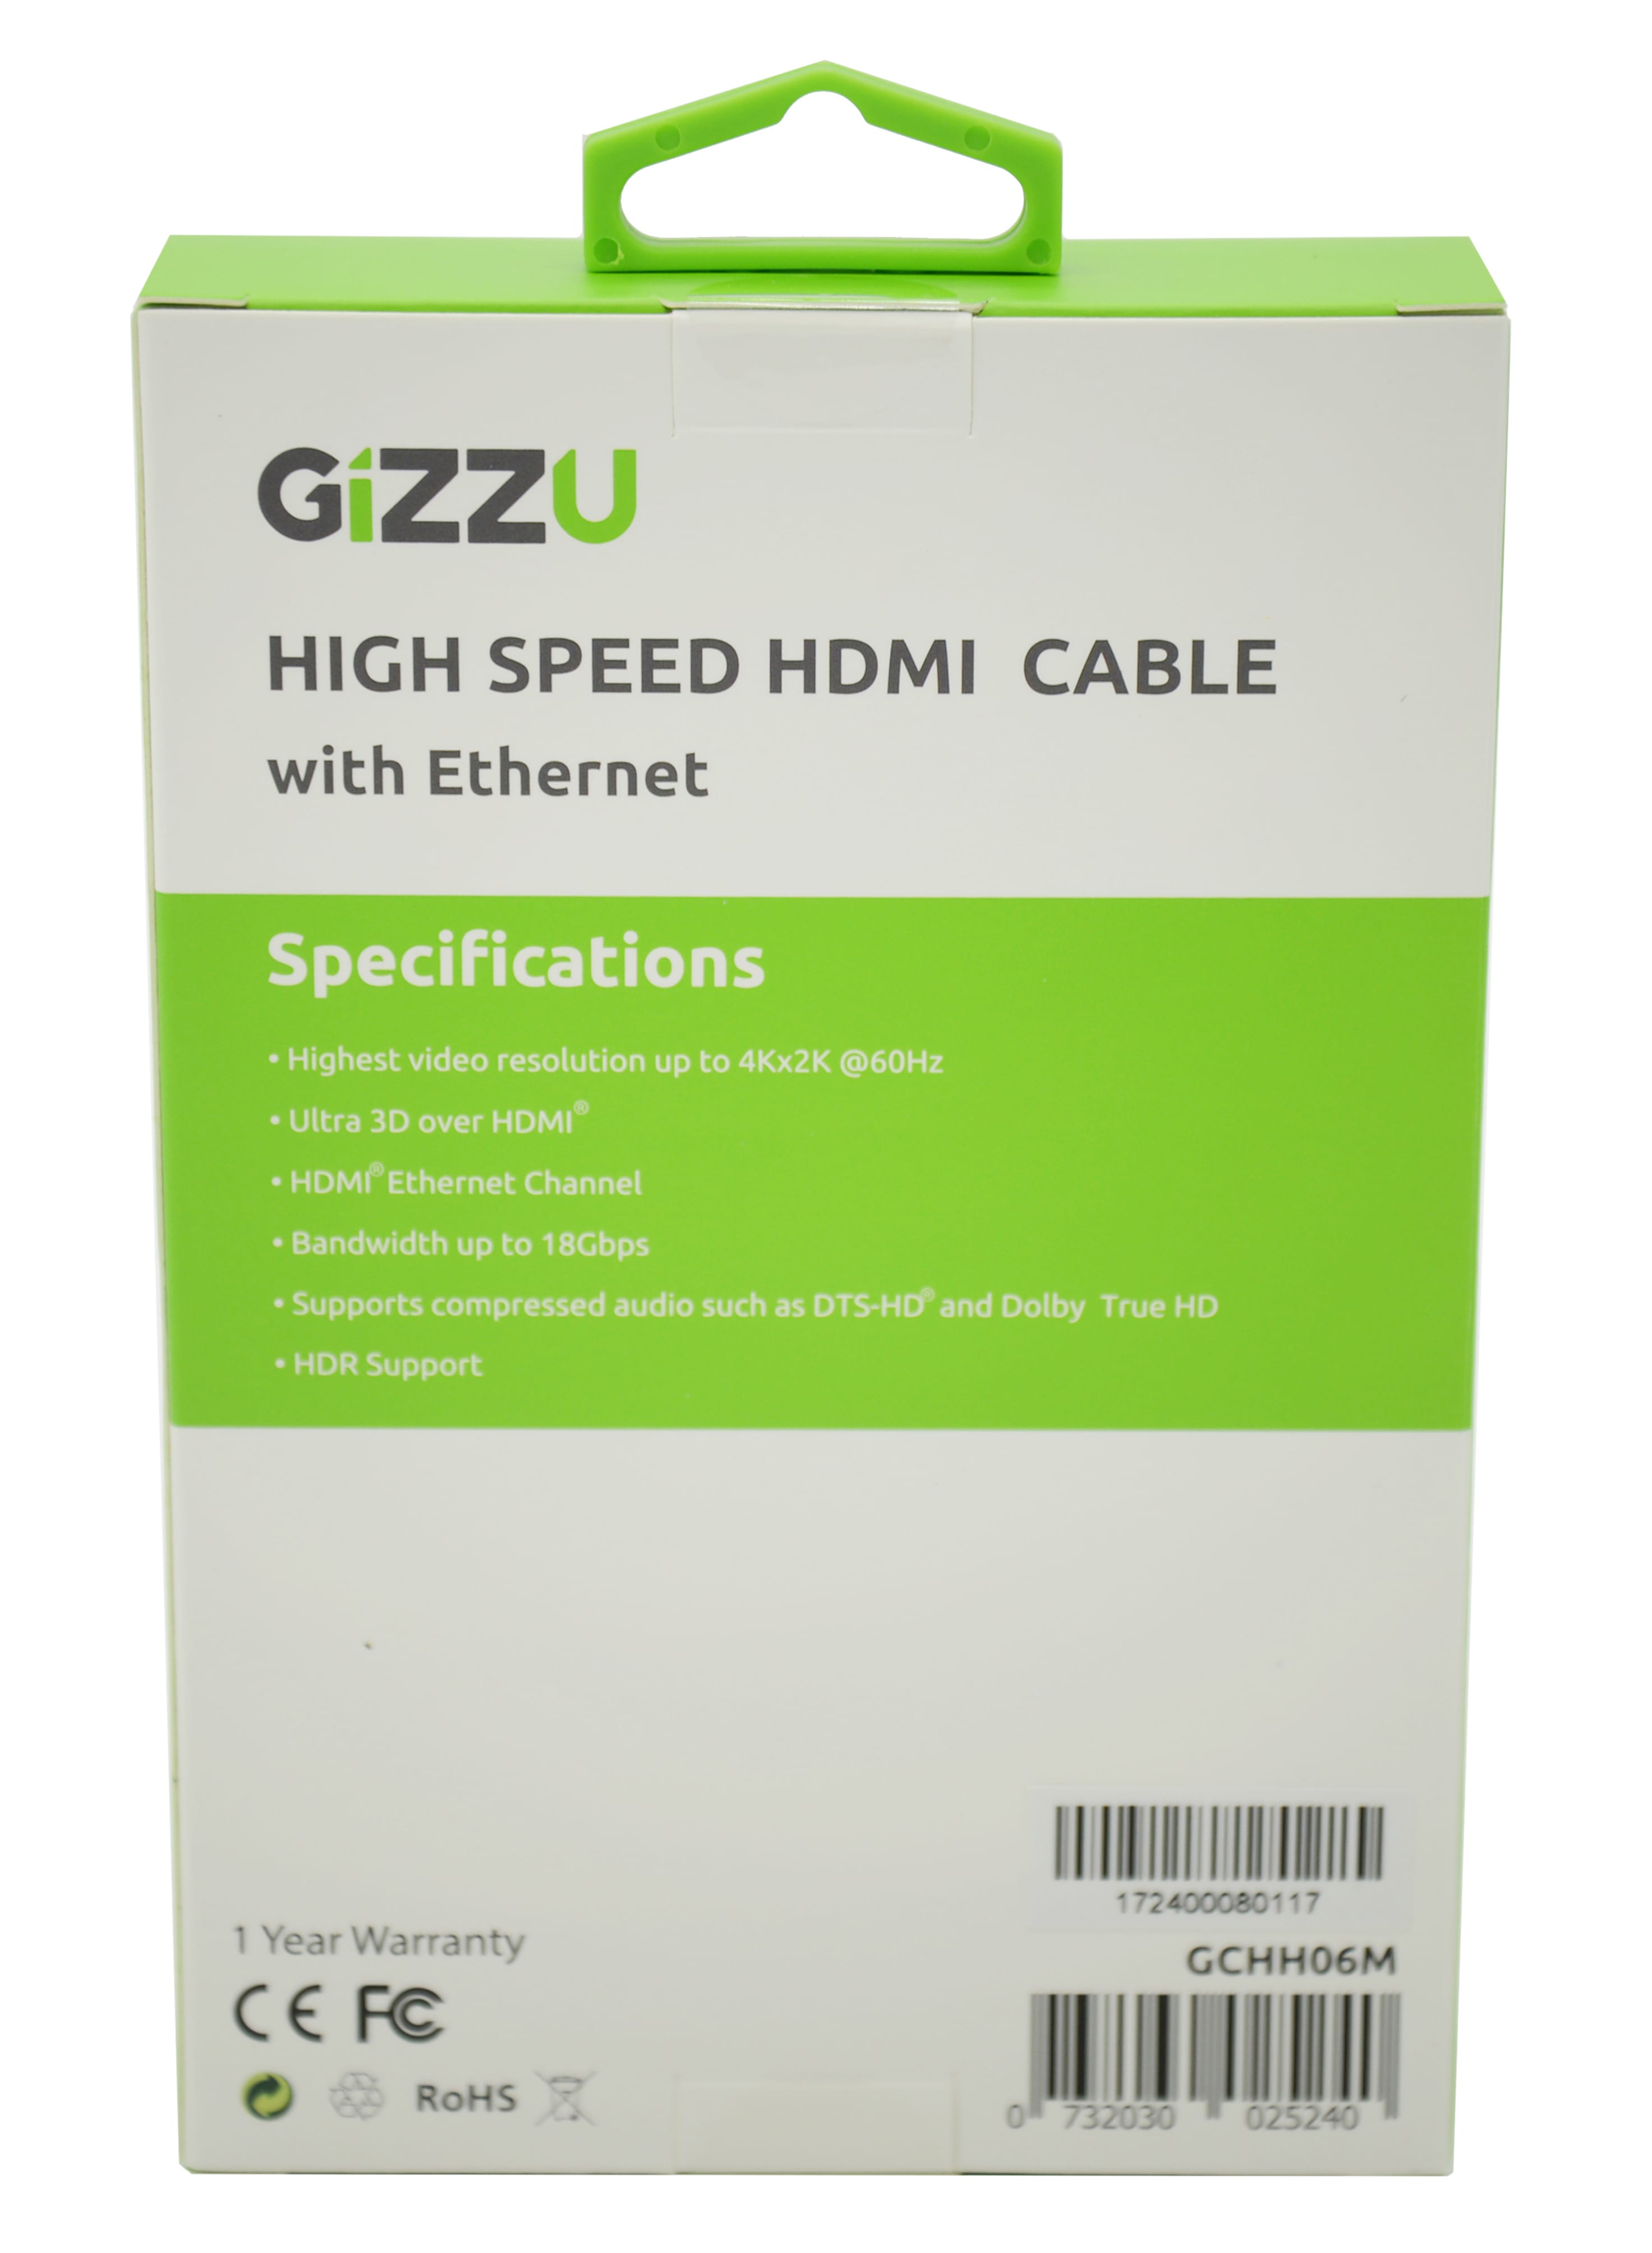 GiZZU
HIGH SPEED HDMI CABLE
with Ethernet
Specifications
• Highest video resolution up to 4Kx2K @60Hz
• Ultra 3D over HDMI®
• HDMI® Ethernet Channel
• Bandwidth up to 18Gbps
• Supports compressed audio such as DTS-HD® and Dolby True HD
• HDR Support
172400080117
1 Year Warranty
GCHH06M
CE FC
RoHS
0 732030 025240